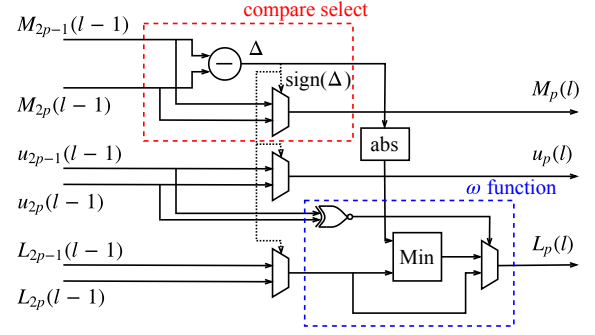 compare select
M_{2p−1}(l − 1)
Δ
−
sign(Δ)
M_{2p}(l − 1)
M_p(l)
abs
u_{2p−1}(l − 1)
u_p(l)
u_{2p}(l − 1)
ω function
L_{2p−1}(l − 1)
L_p(l)
Min
L_{2p}(l − 1)